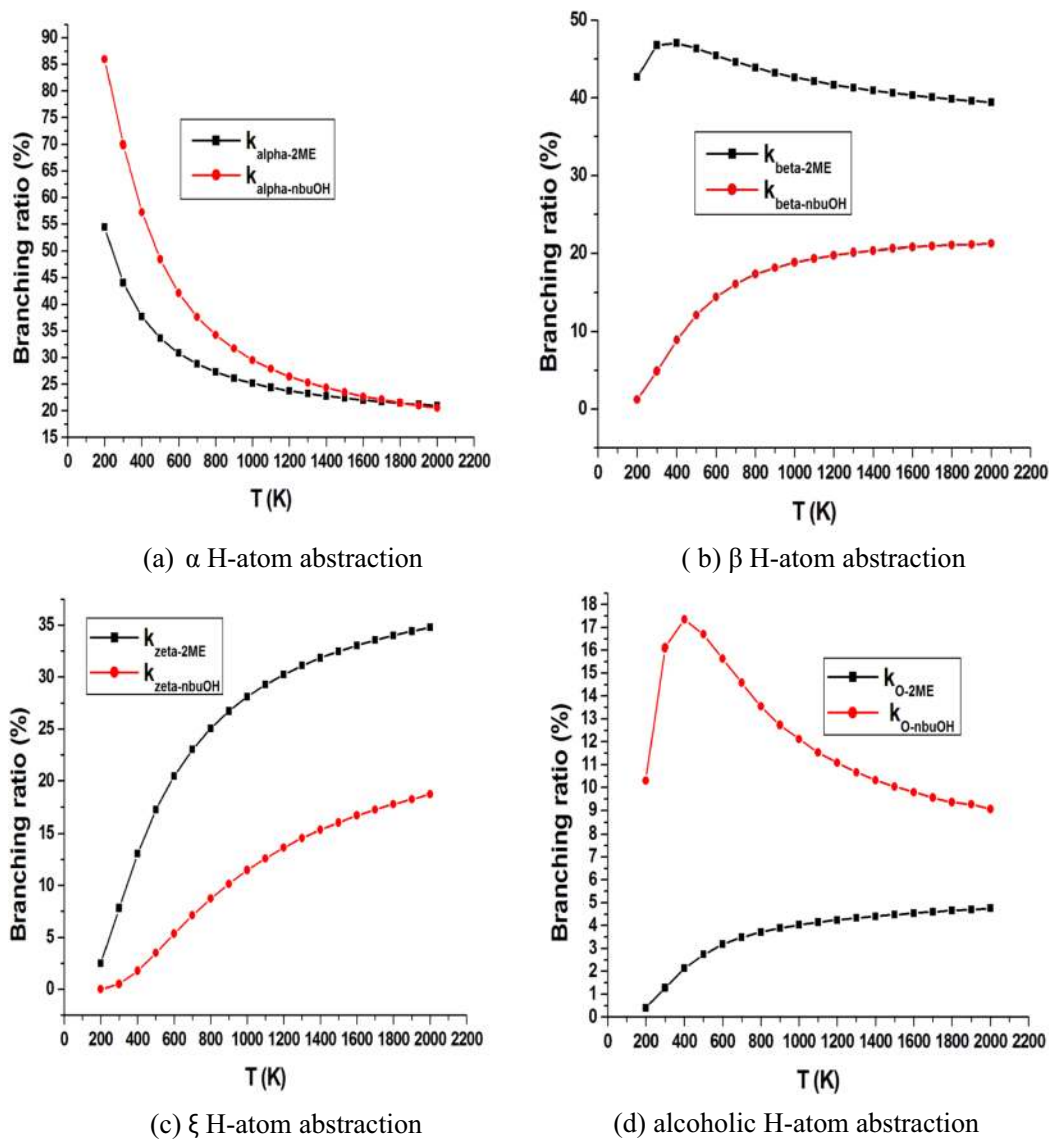 90
85
80
75
70
65
60
55
50
45
40
35
30
25
20
15
Branching ratio (%)
k alpha-2ME
k alpha-nbuOH
0 200 400 600 800 1000 1200 1400 1600 1800 2000 2200
T (K)
(a) α H-atom abstraction
50
40
30
20
10
0
Branching ratio (%)
k beta-2ME
k beta-nbuOH
0 200 400 600 800 1000 1200 1400 1600 1800 2000 2200
T (K)
( b) β H-atom abstraction
35
30
25
20
15
10
5
0
Branching ratio (%)
k zeta-2ME
k zeta-nbuOH
0 200 400 600 800 1000 1200 1400 1600 1800 2000 2200
T (K)
(c) ξ H-atom abstraction
18
17
16
15
14
13
12
11
10
9
8
7
6
5
4
3
2
1
0
Branching ratio (%)
k O-2ME
k O-nbuOH
0 200 400 600 800 1000 1200 1400 1600 1800 2000 2200
T (K)
(d) alcoholic H-atom abstraction